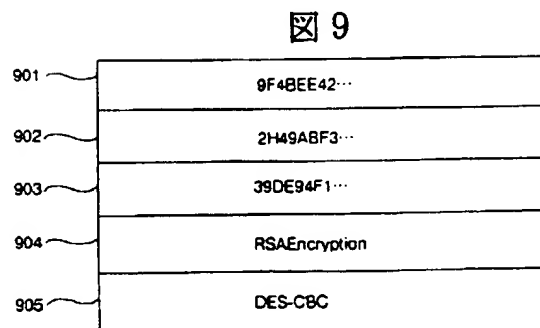 図 9
901 9F4BEE42…
902 2H49ABF3…
903 39DE94F1…
904 RSAEncryption
905 DES-CBC